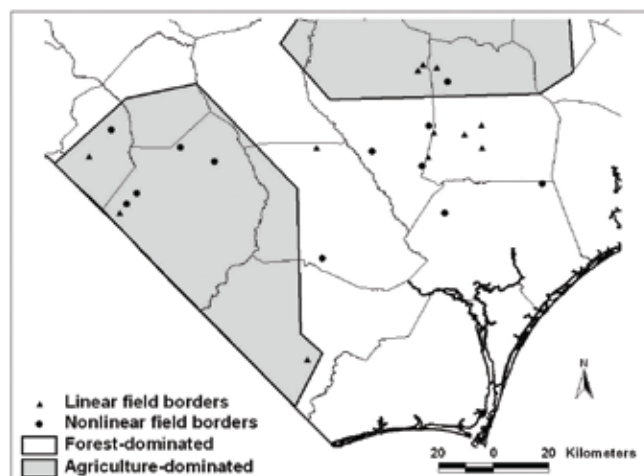 N
Linear field borders
Nonlinear field borders
Forest-dominated
Agriculture-dominated
20 0 20 Kilometers